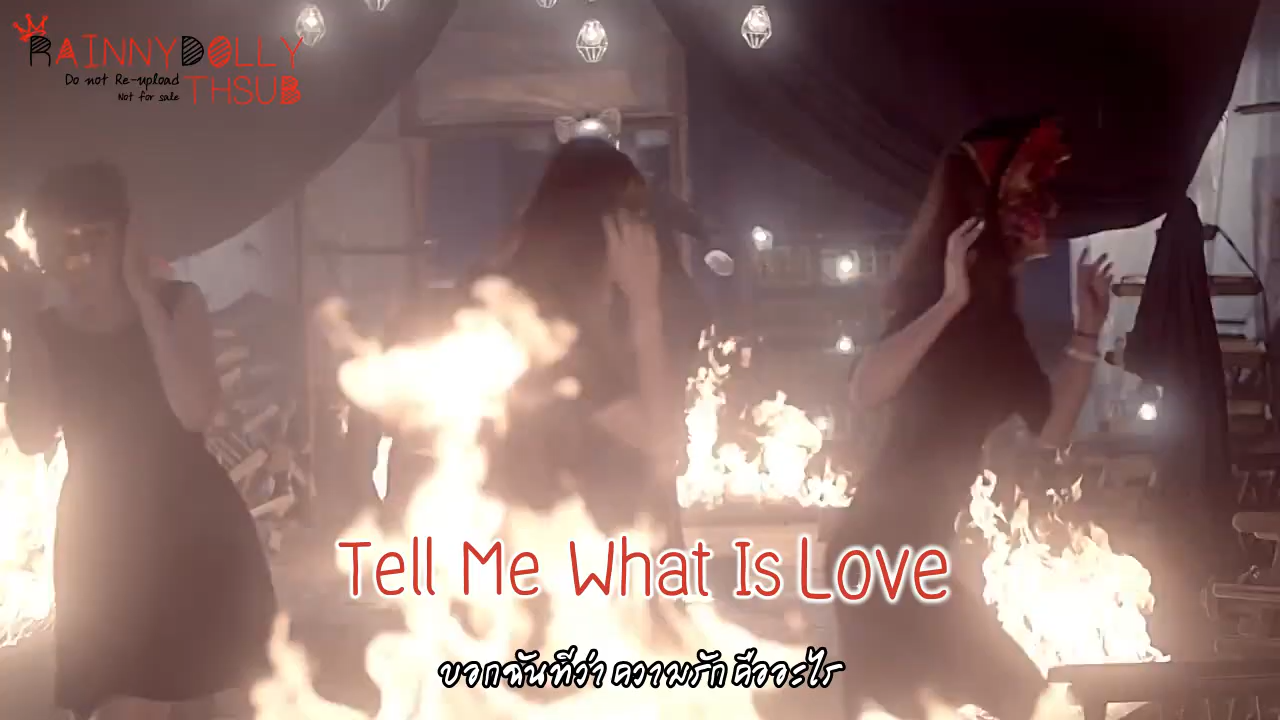 RAINNYDOLLY
Do not Re-upload
THSUB
Not for sale
Tell Me What Is Love
บอกฉันทีว่า ความรัก คืออะไร